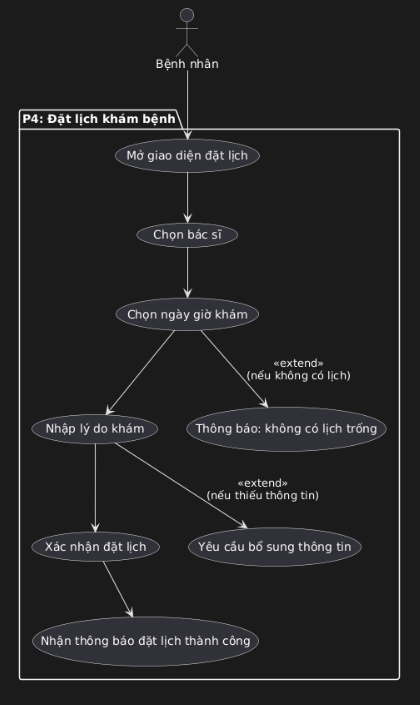 Bệnh nhân
P4: Đặt lịch khám bệnh
Mở giao diện đặt lịch
Chọn bác sĩ
Chọn ngày giờ khám
«extend»
(nếu không có lịch)
Nhập lý do khám
Thông báo: không có lịch trống
«extend»
(nếu thiếu thông tin)
Xác nhận đặt lịch
Yêu cầu bổ sung thông tin
Nhận thông báo đặt lịch thành công